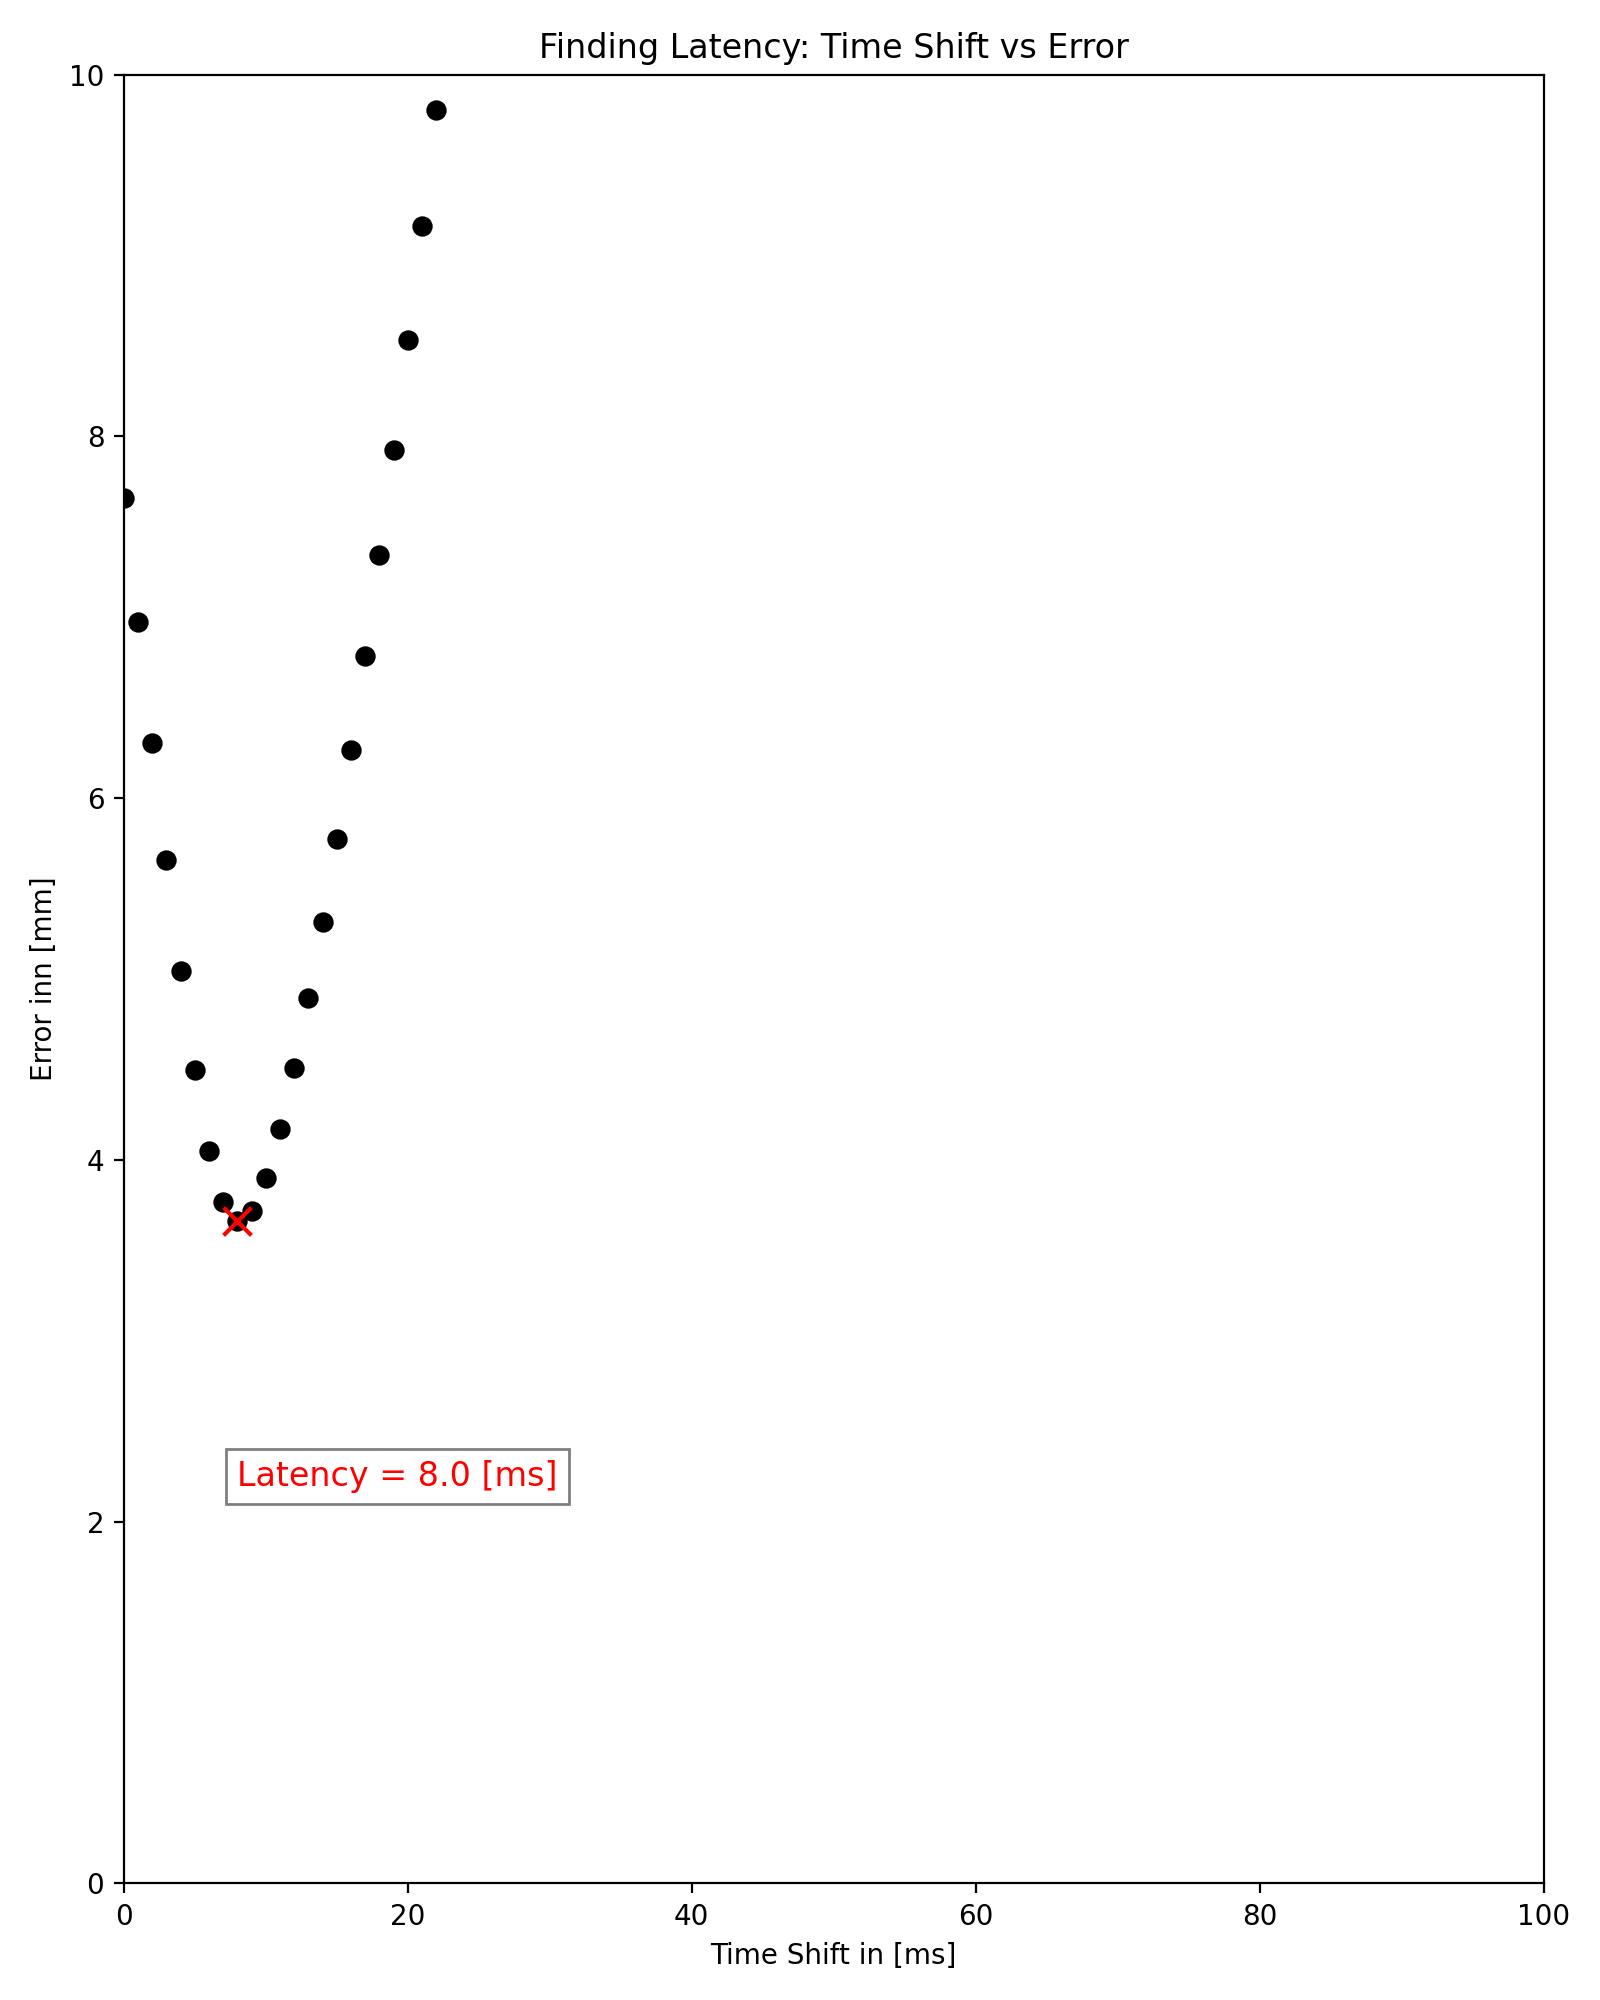 Finding Latency: Time Shift vs Error
10
8
6
4
2
0
Error inn [mm]
Latency = 8.0 [ms]
0 20 40 60 80 100
Time Shift in [ms]